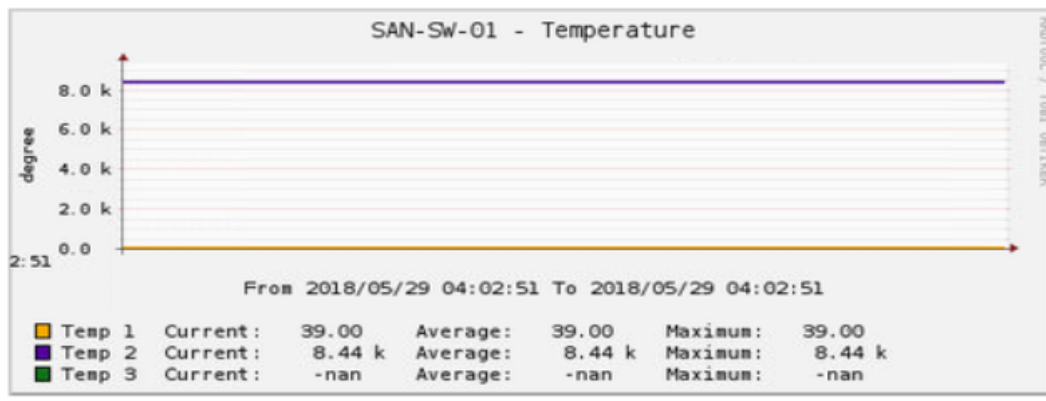 SAN-SW-01 - Temperature
degree
8.0 k
6.0 k
4.0 k
2.0 k
0.0
2:51
From 2018/05/29 04:02:51 To 2018/05/29 04:02:51
Temp 1 Current: 39.00 Average: 39.00 Maximum: 39.00
Temp 2 Current: 8.44 k Average: 8.44 k Maximum: 8.44 k
Temp 3 Current: -nan Average: -nan Maximum: -nan